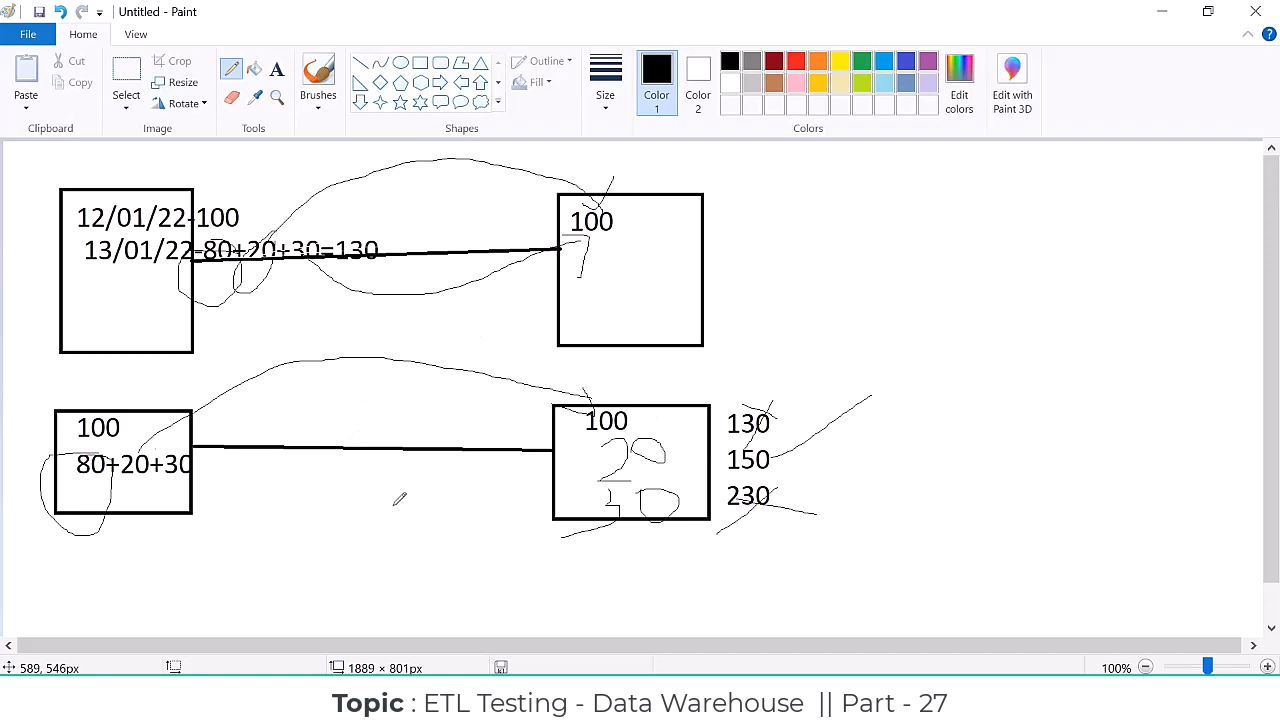 Untitled - Paint
File
Home
View
Paste
Cut
Copy
Clipboard
Select
Crop
Resize
Rotate
Image
A
Tools
Brushes
Outline
Fill
Shapes
Size
Color
1
Color
2
Colors
Edit
colors
Edit with
Paint 3D
12/01/22-100
13/01/22-80+20+30=130
100
100
80+20+30
100
20
30
130
150
230
589, 546px
1889 × 801px
100%
Topic : ETL Testing - Data Warehouse || Part - 27